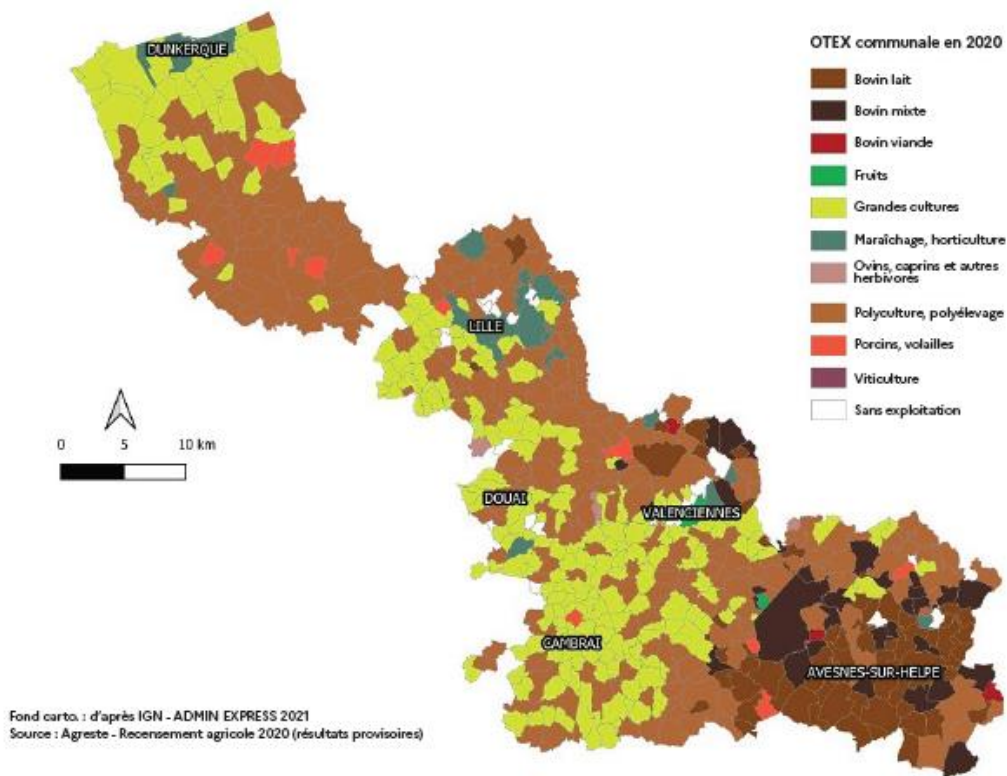 DUNKERQUE
OTEX communale en 2020
Bovin lait
Bovin mixte
Bovin viande
Fruits
Grandes cultures
Maraîchage, horticulture
Ovins, caprins et autres
herbivores
Polyculture, polyélevage
Porcins, volailles
Viticulture
Sans exploitation
LILLE
0 5 10 km
DOUAI
VALENCIENNES
CAMBRAI
AVESNES-SUR-HELPE
Fond carto. : d'après IGN - ADMIN EXPRESS 2021
Source : Agreste - Recensement agricole 2020 (résultats provisoires)